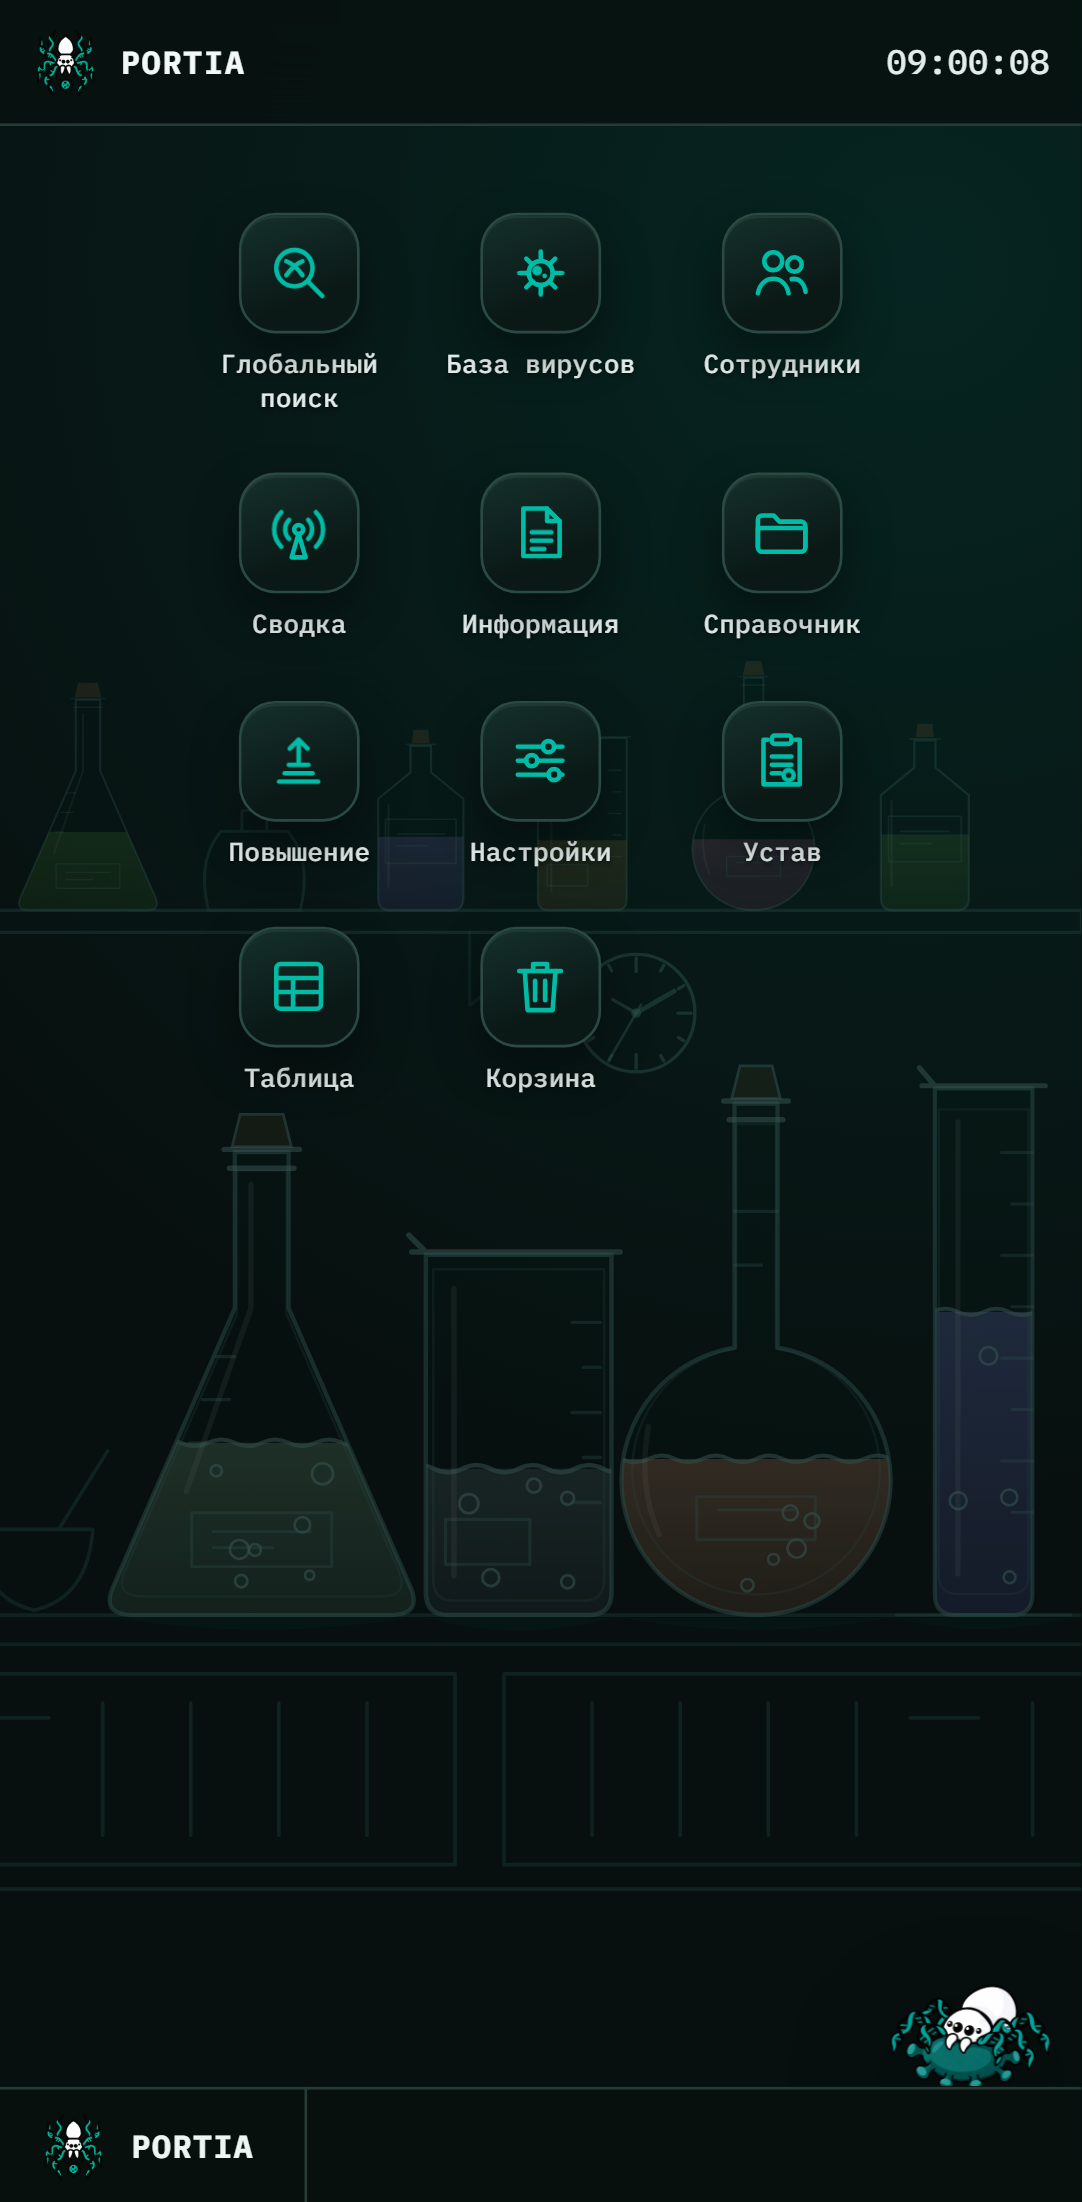 PORTIA
09:00:08
Глобальный
поиск
База вирусов
Сотрудники
Сводка
Информация
Справочник
Повышение
Настройки
Устав
Таблица
Корзина
PORTIA